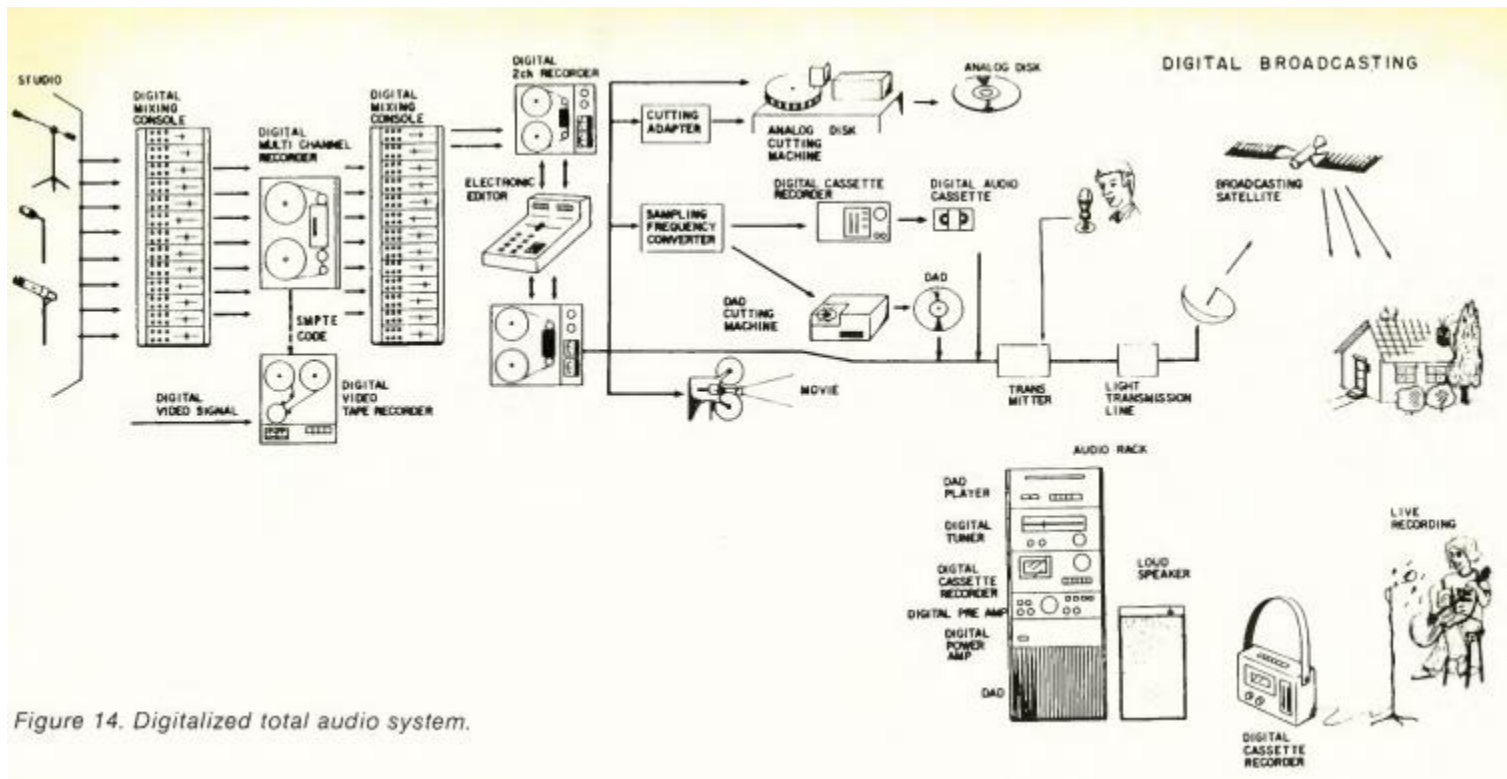 STUDIO
DIGITAL
MIXING
CONSOLE
DIGITAL
MULTI CHANNEL
RECORDER
DIGITAL
MIXING
CONSOLE
SMPTE
CODE
DIGITAL
VIDEO SIGNAL
DIGITAL
VIDEO
TAPE RECORDER
DIGITAL
2ch RECORDER
ELECTRONIC
EDITOR
CUTTING
ADAPTER
ANALOG DISK
CUTTING
MACHINE
ANALOG DISK
SAMPLING
FREQUENCY
CONVERTER
DIGITAL CASSETTE
RECORDER
DIGITAL AUDIO
CASSETTE
DAD
CUTTING
MACHINE
DAD
MOVIE
DIGITAL BROADCASTING
BROADCASTING
SATELLITE
TRANS
MITTER
LIGHT
TRANSMISSION
LINE
AUDIO RACK
DAD
PLAYER
DIGITAL
TUNER
DIGTAL
CASSETTE
RECORDER
DIGITAL PRE AMP
DIGITAL
POWER
AMP
DAD
LOUD
SPEAKER
LIVE
RECORDING
DIGITAL
CASSETTE
RECORDER
Figure 14. Digitalized total audio system.